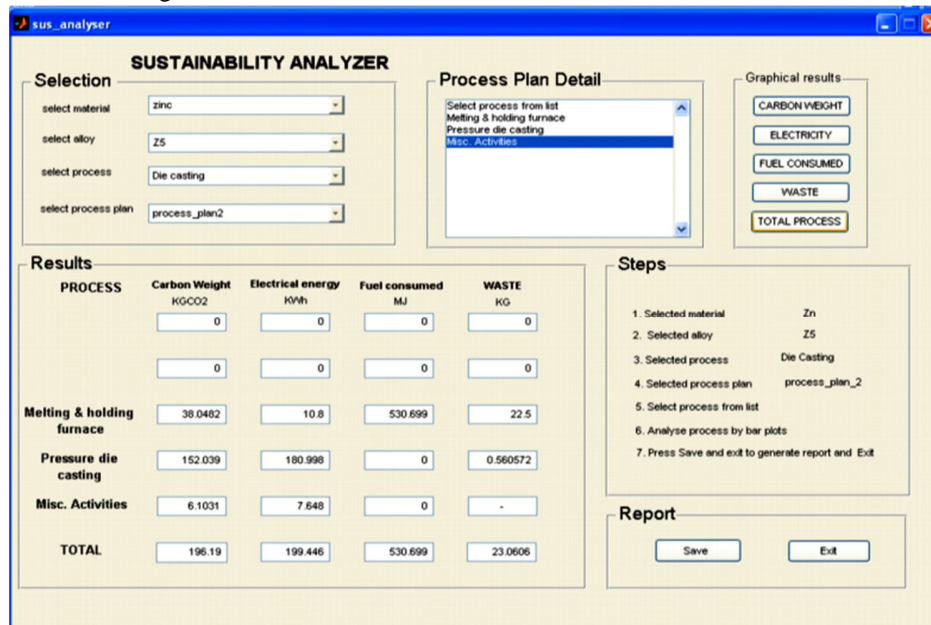 sus_analyser
SUSTAINABILITY ANALYZER
Selection
select material
zinc
select alloy
Z5
select process
Die casting
select process plan
process_plan2
Process Plan Detail
Select process from list
Melting & holding furnace
Pressure die casting
Misc. Activities
Graphical results
CARBON WEIGHT
ELECTRICITY
FUEL CONSUMED
WASTE
TOTAL PROCESS
Results
PROCESS Carbon Weight Electrical energy Fuel consumed WASTE
KGCO2 KWh MJ KG
0 0 0 0
0 0 0 0
Melting & holding
furnace 38.0482 10.8 530.699 22.5
Pressure die
casting 152.039 180.998 0 0.560572
Misc. Activities 6.1031 7.648 0 -
TOTAL 196.19 199.446 530.699 23.0606
Steps
1. Selected material Zn
2. Selected alloy Z5
3. Selected process Die Casting
4. Selected process plan process_plan_2
5. Select process from list
6. Analyse process by bar plots
7. Press Save and exit to generate report and Exit
Report
Save Exit